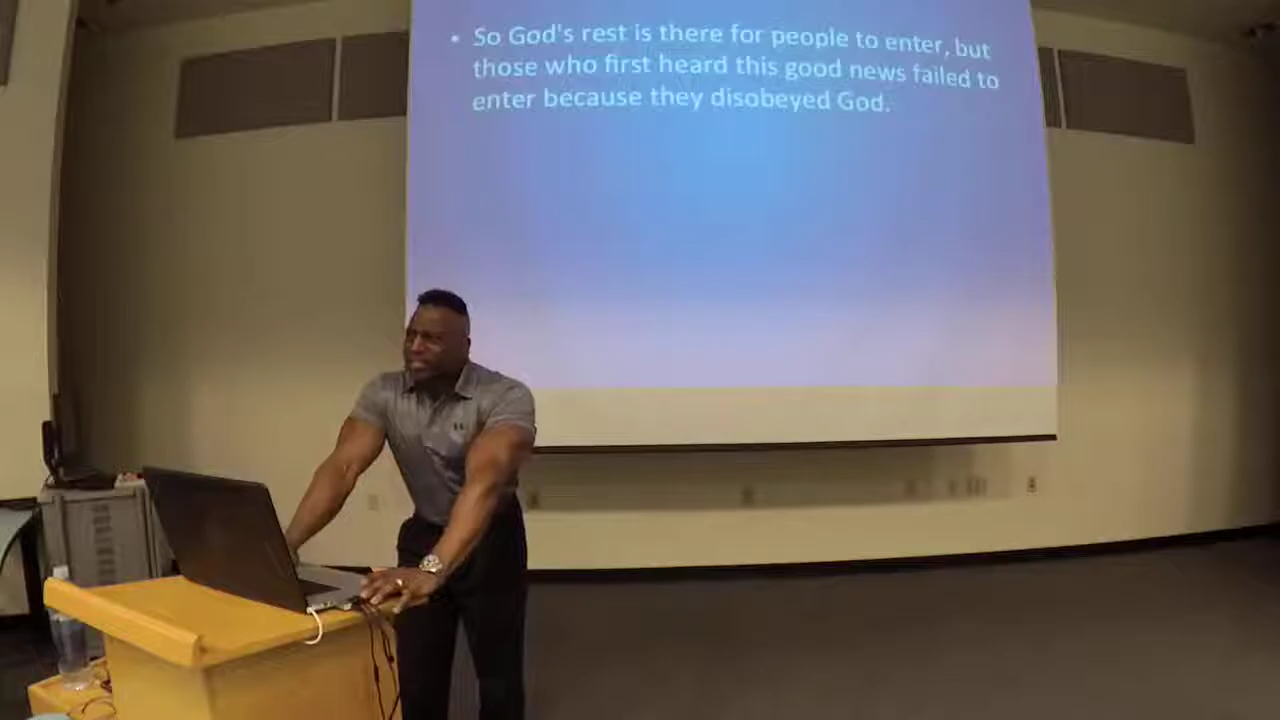 • So God's rest is there for people to enter, but
those who first heard this good news failed to
enter because they disobeyed God.